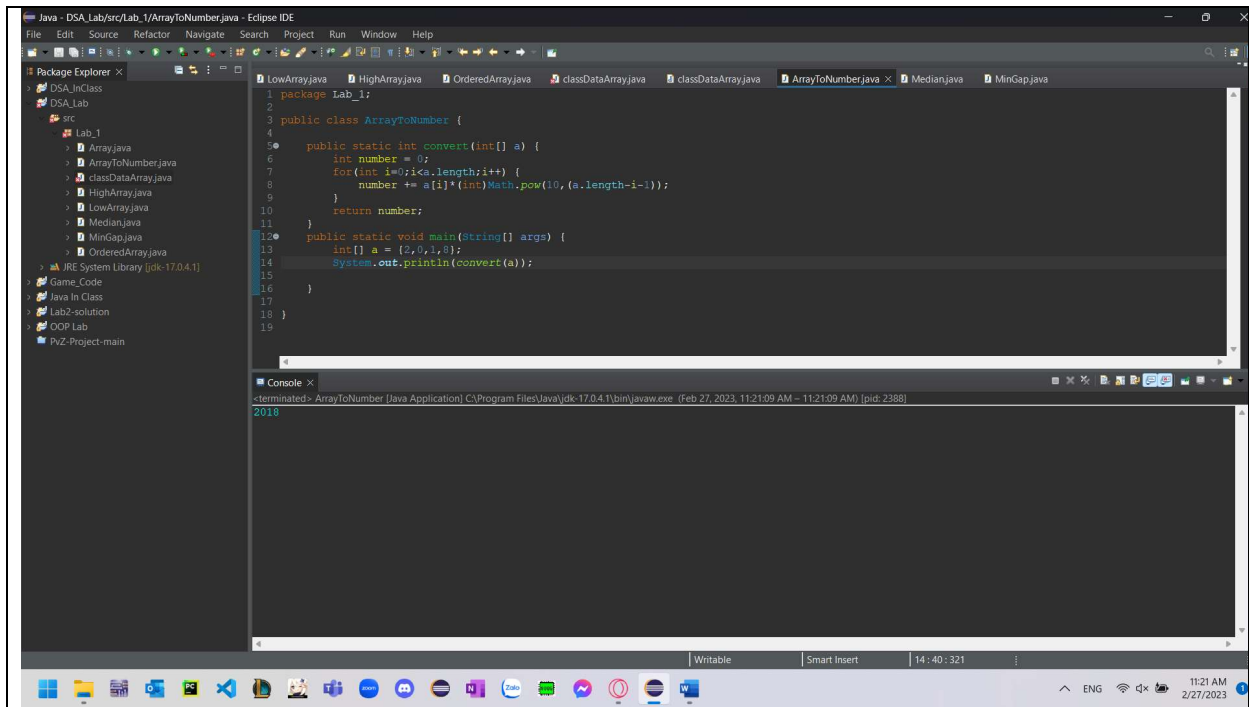 Java - DSA_Lab/src/Lab_1/ArrayToNumber.java - Eclipse IDE
File Edit Source Refactor Navigate Search Project Run Window Help
Package Explorer
LowArray.java HighArray.java OrderedArray.java classDataArray.java classDataArray.java ArrayToNumber.java Median.java MinGap.java
DSA_InClass
DSA_Lab
src
Lab_1
Array.java
ArrayToNumber.java
classDataArray.java
HighArray.java
LowArray.java
Median.java
MinGap.java
OrderedArray.java
JRE System Library [jdk-17.0.4.1]
Game_Code
Java In Class
Lab2-solution
OOP Lab
PvZ-Project-main
1 package Lab_1;
2
3 public class ArrayToNumber {
4
5 public static int convert(int[] a) {
6 int number = 0;
7 for(int i=0;i<a.length;i++) {
8 number += a[i]*(int)Math.pow(10,(a.length-i-1));
9 }
10 return number;
11 }
12 public static void main(String[] args) {
13 int[] a = {2,0,1,8};
14 System.out.println(convert(a));
15
16 }
17
18 }
19
Console
<terminated> ArrayToNumber [Java Application] C:\Program Files\Java\jdk-17.0.4.1\bin\javaw.exe (Feb 27, 2023, 11:21:09 AM – 11:21:09 AM) [pid: 2388]
2018
Writable Smart Insert 14 : 40 : 321
PC zoom N Zalo W ENG 11:21 AM
2/27/2023 1